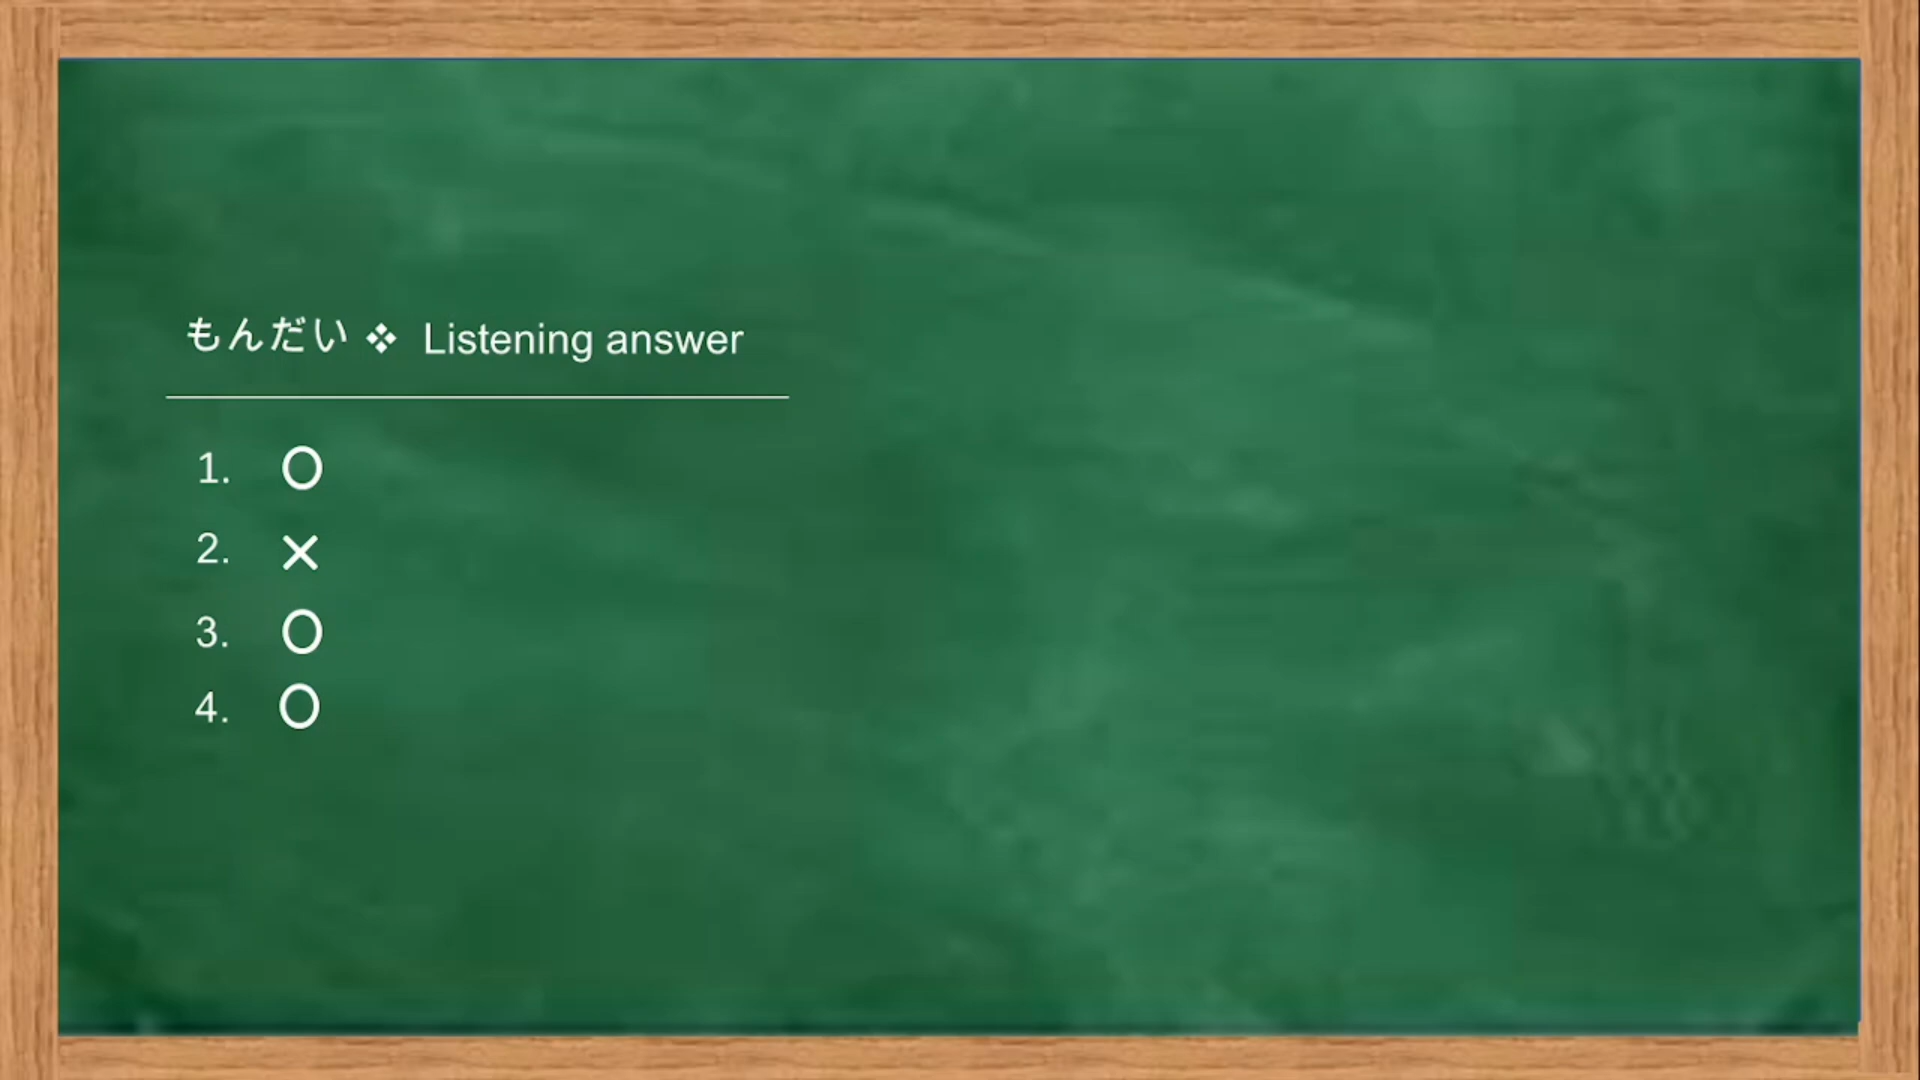 もんだい ❖ Listening answer
1. O
2. ×
3. O
4. O